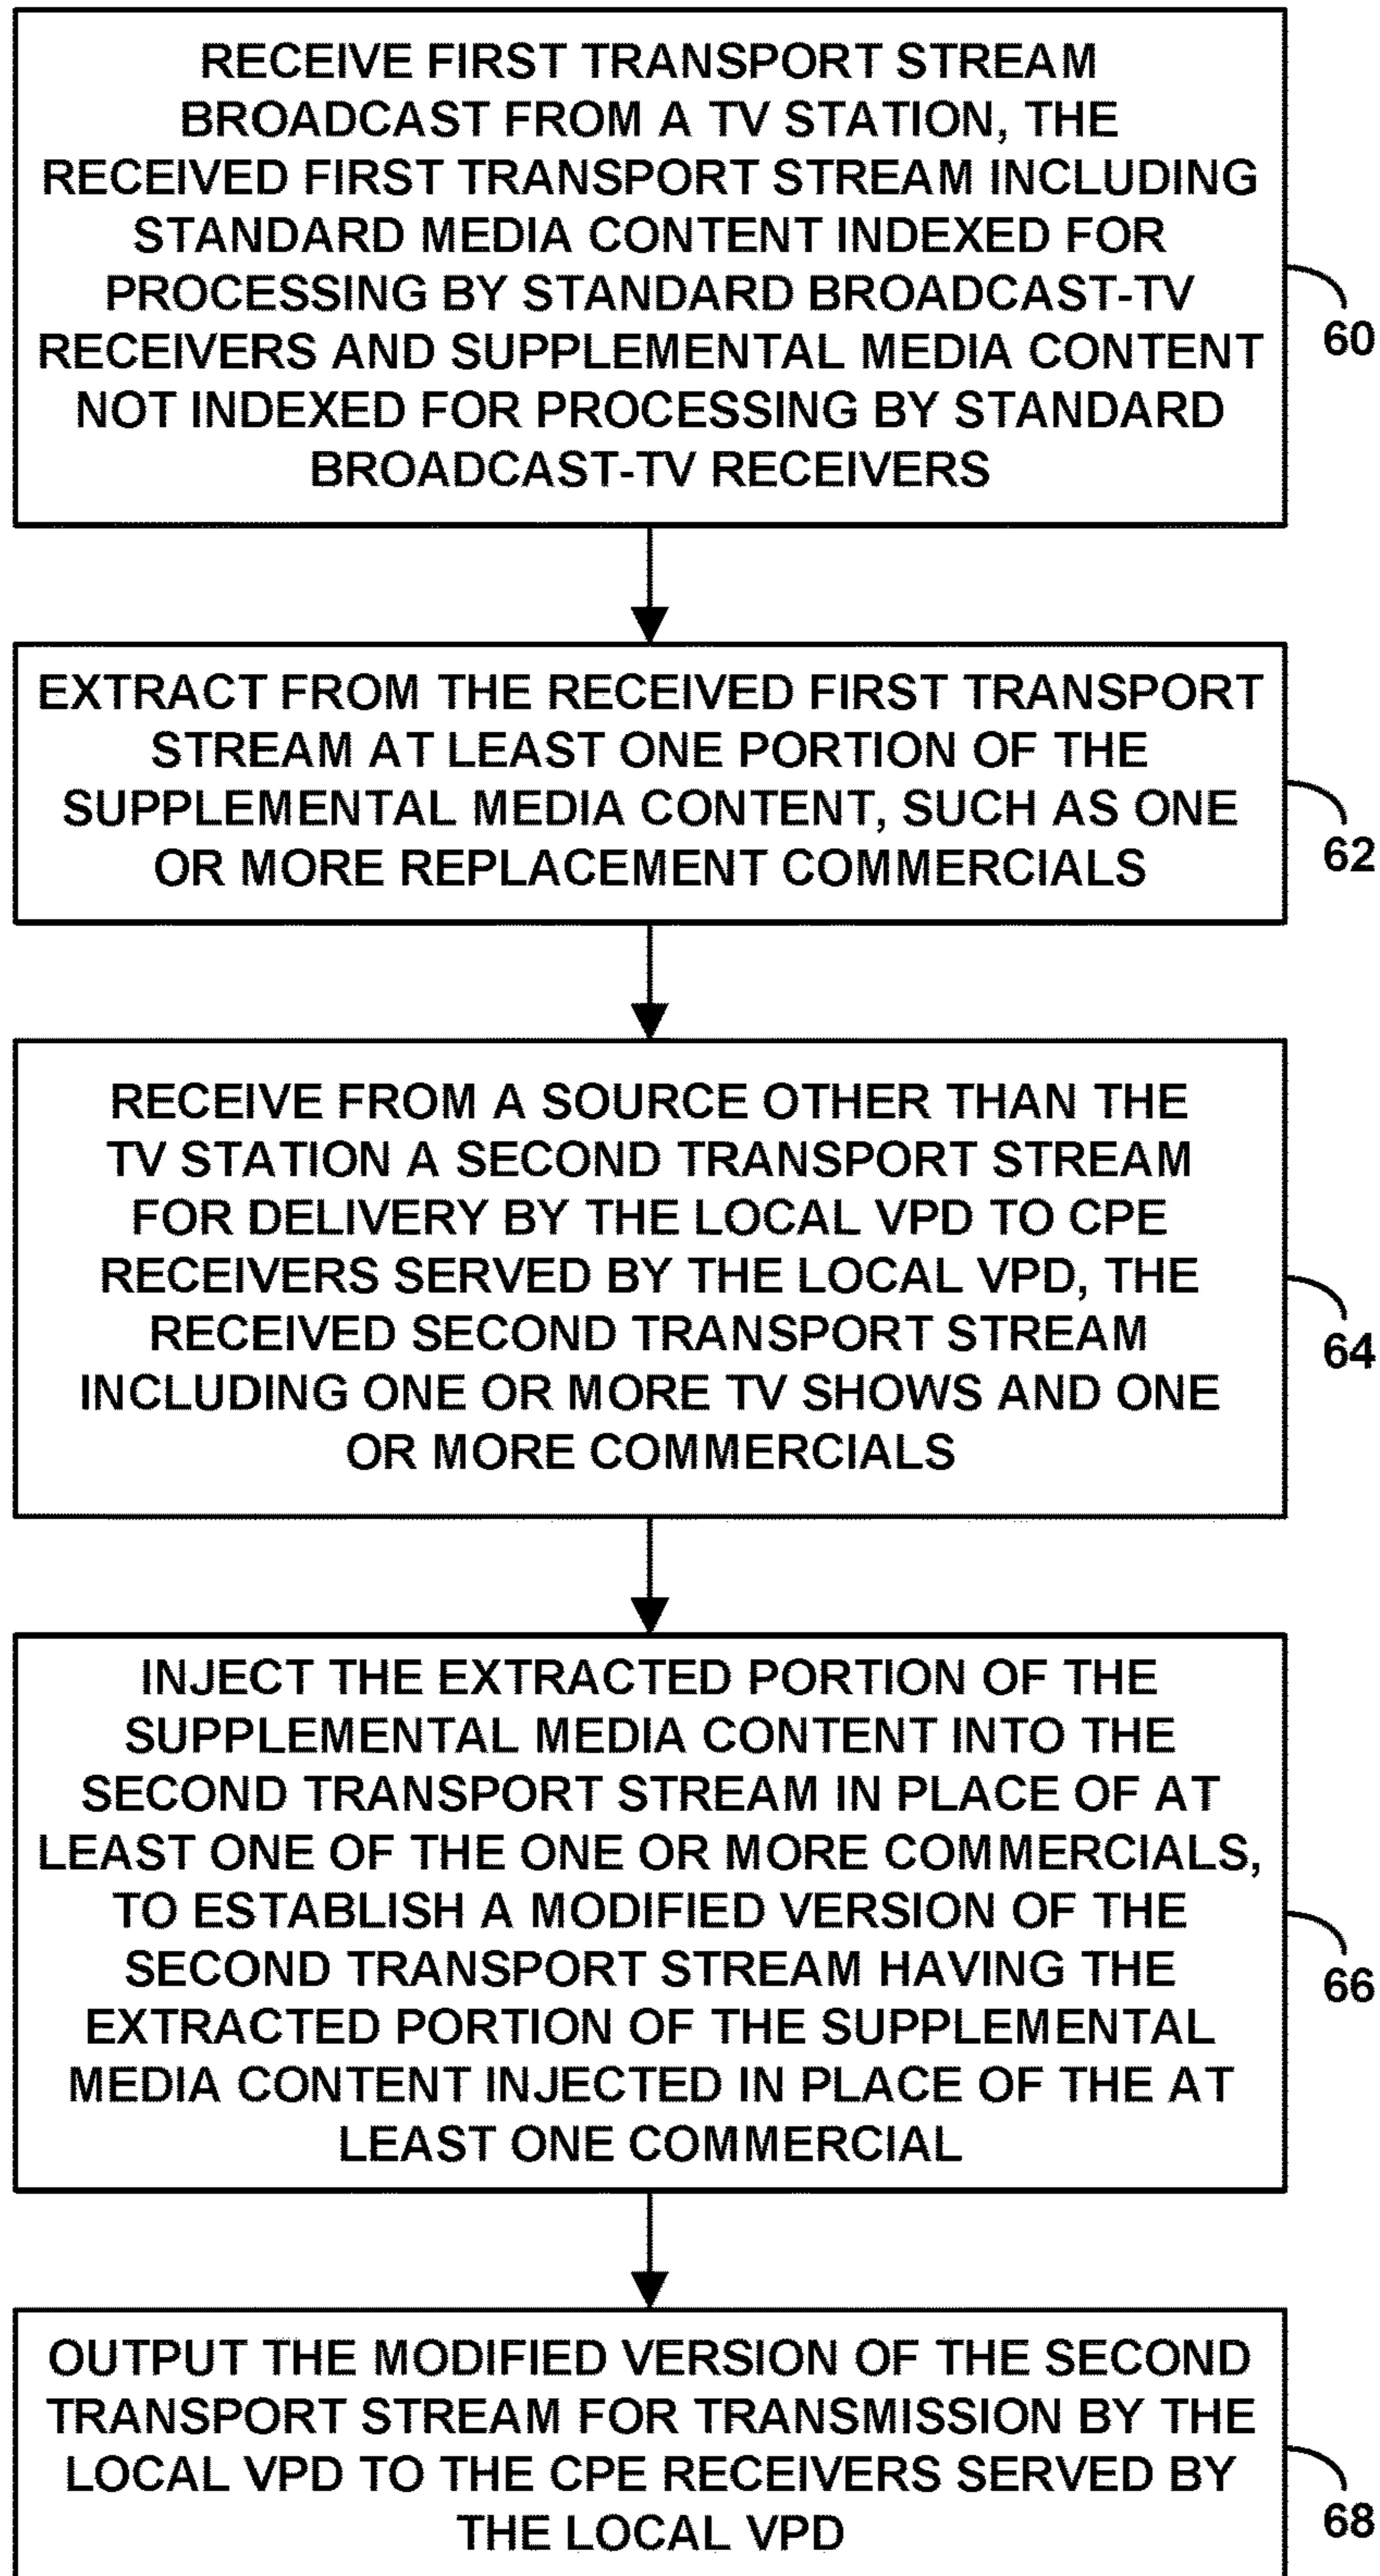 RECEIVE FIRST TRANSPORT STREAM
BROADCAST FROM A TV STATION, THE
RECEIVED FIRST TRANSPORT STREAM INCLUDING
STANDARD MEDIA CONTENT INDEXED FOR
PROCESSING BY STANDARD BROADCAST-TV
RECEIVERS AND SUPPLEMENTAL MEDIA CONTENT
NOT INDEXED FOR PROCESSING BY STANDARD
BROADCAST-TV RECEIVERS
60
EXTRACT FROM THE RECEIVED FIRST TRANSPORT
STREAM AT LEAST ONE PORTION OF THE
SUPPLEMENTAL MEDIA CONTENT, SUCH AS ONE
OR MORE REPLACEMENT COMMERCIALS
62
RECEIVE FROM A SOURCE OTHER THAN THE
TV STATION A SECOND TRANSPORT STREAM
FOR DELIVERY BY THE LOCAL VPD TO CPE
RECEIVERS SERVED BY THE LOCAL VPD, THE
RECEIVED SECOND TRANSPORT STREAM
INCLUDING ONE OR MORE TV SHOWS AND ONE
OR MORE COMMERCIALS
64
INJECT THE EXTRACTED PORTION OF THE
SUPPLEMENTAL MEDIA CONTENT INTO THE
SECOND TRANSPORT STREAM IN PLACE OF AT
LEAST ONE OF THE ONE OR MORE COMMERCIALS,
TO ESTABLISH A MODIFIED VERSION OF THE
SECOND TRANSPORT STREAM HAVING THE
EXTRACTED PORTION OF THE SUPPLEMENTAL
MEDIA CONTENT INJECTED IN PLACE OF THE AT
LEAST ONE COMMERCIAL
66
OUTPUT THE MODIFIED VERSION OF THE SECOND
TRANSPORT STREAM FOR TRANSMISSION BY THE
LOCAL VPD TO THE CPE RECEIVERS SERVED BY
THE LOCAL VPD
68